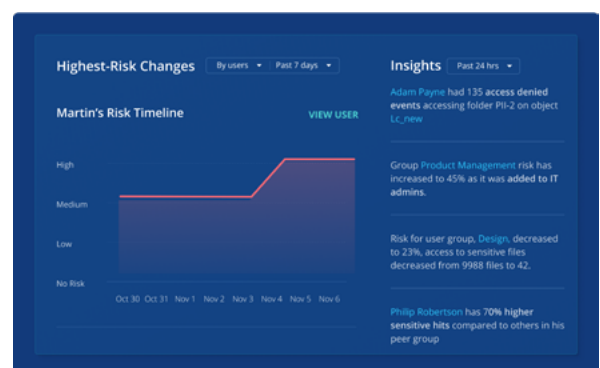 Highest-Risk Changes
By users
Past 7 days
Martin's Risk Timeline
VIEW USER
High
Medium
Low
No Risk
Oct 30 Oct 31 Nov 1 Nov 2 Nov 3 Nov 4 Nov 5 Nov 6
Insights
Past 24 hrs
Adam Payne had 135 access denied
events accessing folder PII-2 on object
Lc_new
Group Product Management risk has
increased to 45% as it was added to IT
admins.
Risk for user group, Design, decreased
to 23%, access to sensitive files
decreased from 9988 files to 42.
Philip Robertson has 70% higher
sensitive hits compared to others in his
peer group